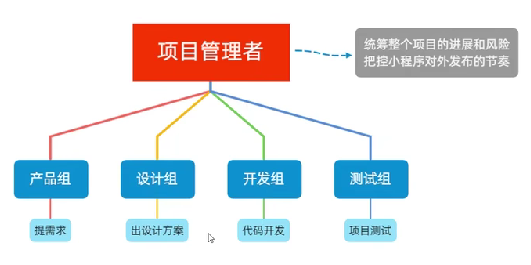 项目管理者
统筹整个项目的进展和风险
把控小程序对外发布的节奏
产品组
设计组
开发组
测试组
提需求
出设计方案
代码开发
项目测试